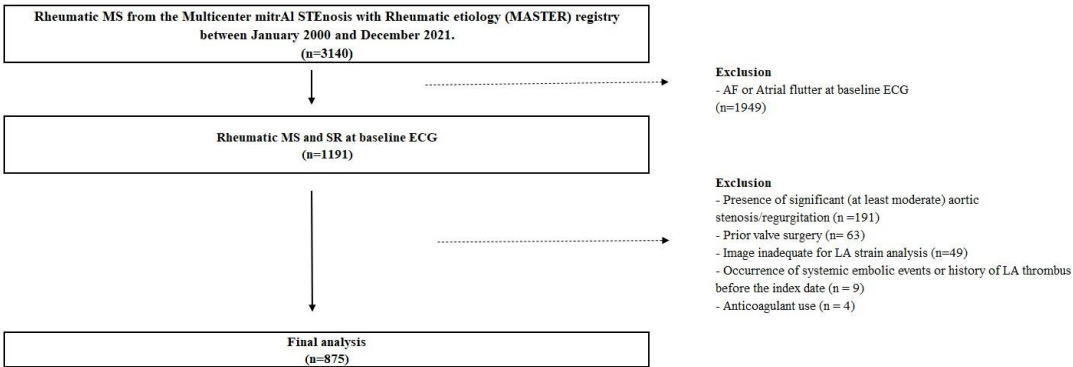 Rheumatic MS from the Multicenter mitrAl STEnosis with Rheumatic etiology (MASTER) registry
between January 2000 and December 2021.
(n=3140)
Exclusion
- AF or Atrial flutter at baseline ECG
(n=1949)
Rheumatic MS and SR at baseline ECG
(n=1191)
Exclusion
- Presence of significant (at least moderate) aortic
stenosis/regurgitation (n =191)
- Prior valve surgery (n= 63)
- Image inadequate for LA strain analysis (n=49)
- Occurrence of systemic embolic events or history of LA thrombus
before the index date (n = 9)
- Anticoagulant use (n = 4)
Final analysis
(n=875)